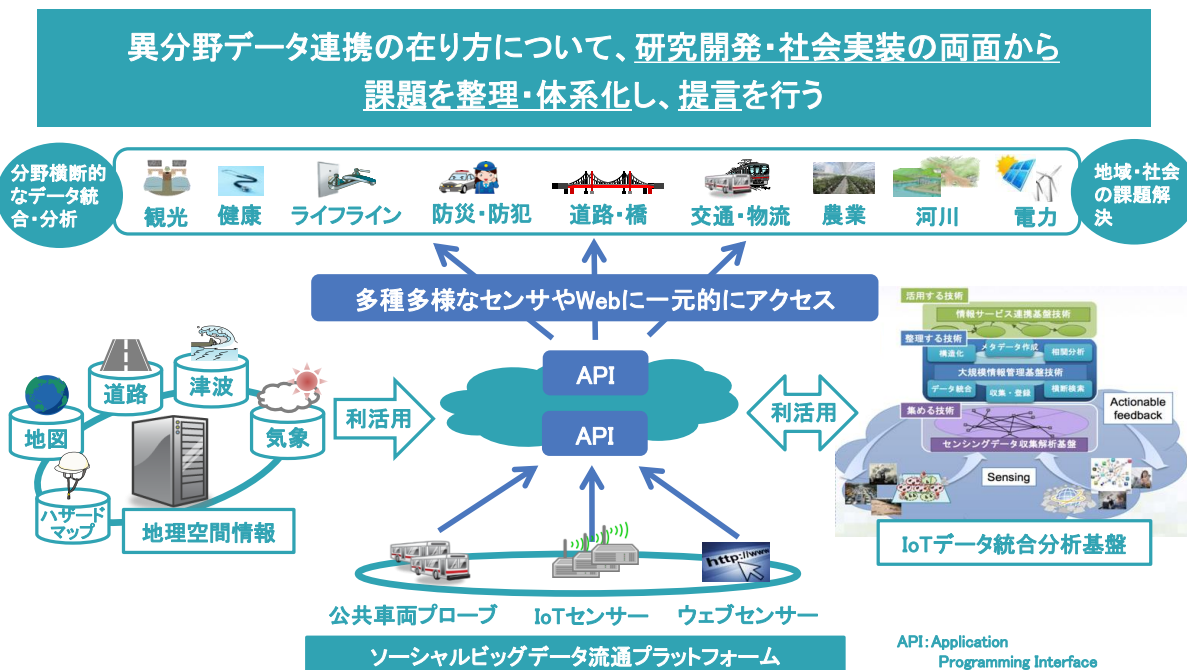 異分野データ連携の在り方について、研究開発・社会実装の両面から
課題を整理・体系化し、提言を行う
分野横断的
なデータ統
合・分析
観光
健康
ライフライン
防災・防犯
道路・橋
交通・物流
農業
河川
電力
地域・社会
の課題解
決
多種多様なセンサやWebに一元的にアクセス
道路
津波
地図
気象
ハザード
マップ
地理空間情報
利活用
API
API
利活用
活用する技術
情報サービス連携基盤技術
整理する技術
構造化
メタデータ作成
相関分析
大規模情報管理基盤技術
データ統合
収集・登録
横断検索
集める技術
センシングデータ収集解析基盤
Actionable
feedback
Sensing
IoTデータ統合分析基盤
http://www
公共車両プローブ
IoTセンサー
ウェブセンサー
ソーシャルビッグデータ流通プラットフォーム
API：Application
Programming Interface